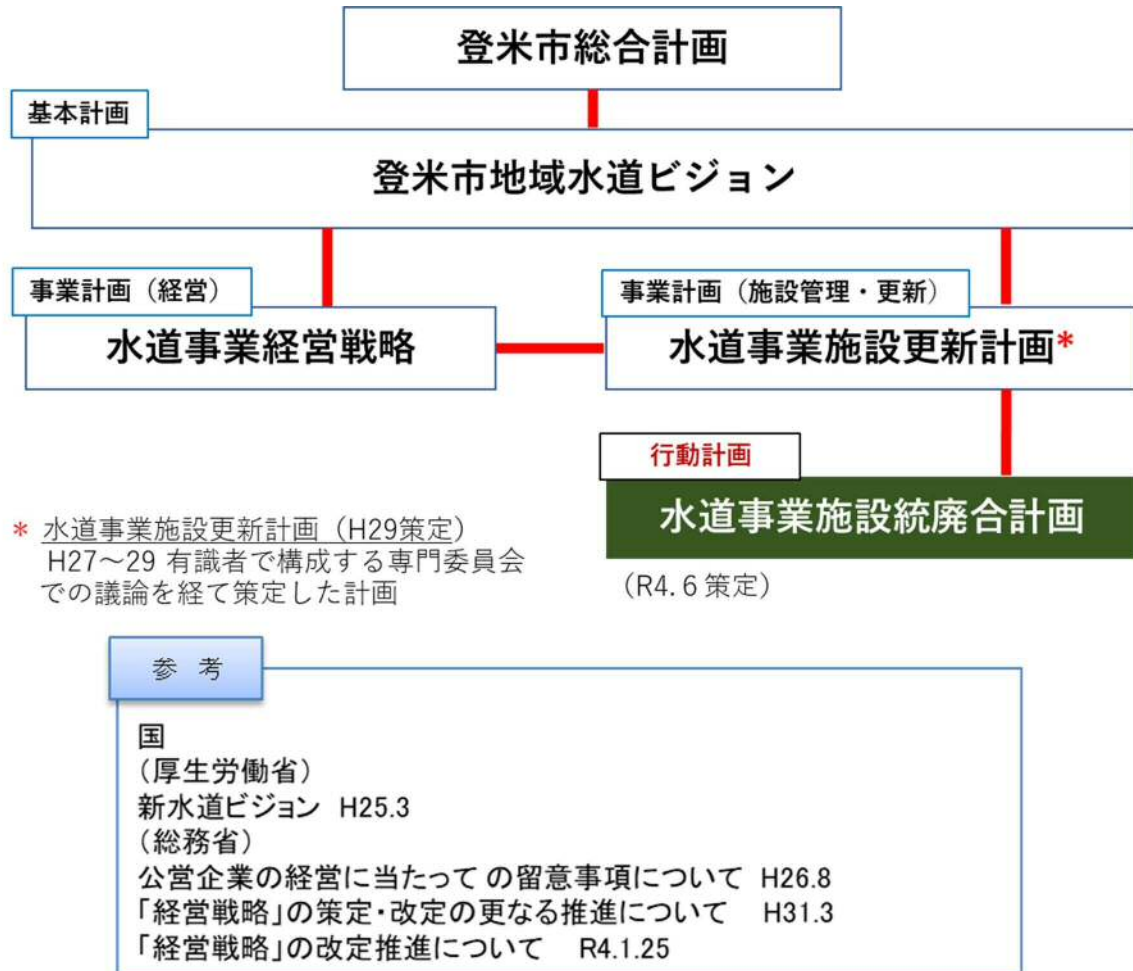 登米市総合計画
基本計画
登米市地域水道ビジョン
事業計画（経営）
水道事業経営戦略
事業計画（施設管理・更新）
水道事業施設更新計画*
行動計画
水道事業施設統廃合計画
（R4.６策定）
* 水道事業施設更新計画（H29策定）
H27～29 有識者で構成する専門委員会
での議論を経て策定した計画
参 考
国
（厚生労働省）
新水道ビジョン H25.3
（総務省）
公営企業の経営に当たって の留意事項について H26.8
「経営戦略」の策定・改定の更なる推進について H31.3
「経営戦略」の改定推進について R4.1.25